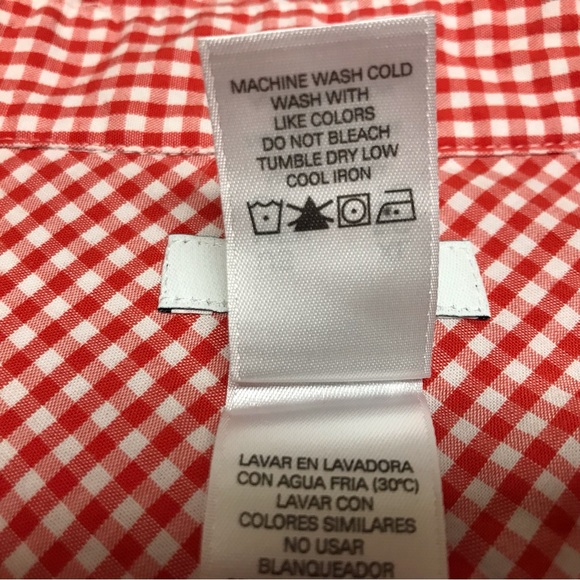 MACHINE WASH COLD
WASH WITH
LIKE COLORS
DO NOT BLEACH
TUMBLE DRY LOW
COOL IRON
LAVAR EN LAVADORA
CON AGUA FRIA (30°C)
LAVAR CON
COLORES SIMILARES
NO USAR
BLANQUEADOR